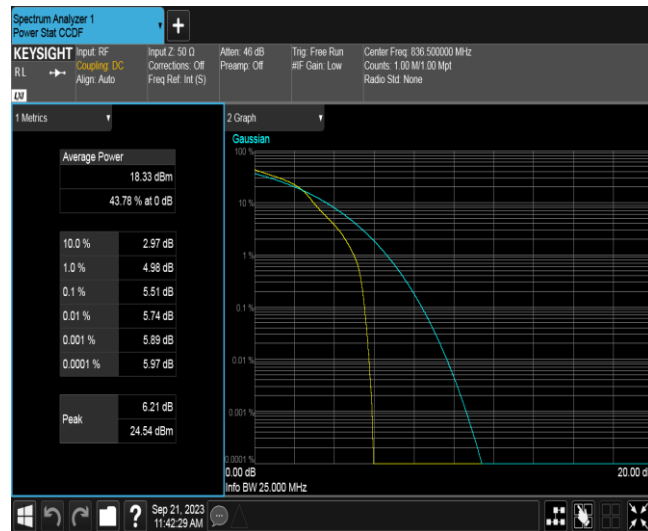 Spectrum Analyzer 1
Power Stat CCDF
KEYSIGHT
RL
LXI
Input: RF
Coupling: DC
Align: Auto
Input Z: 50 Ω
Corrections: Off
Freq Ref: Int (S)
Atten: 46 dB
Preamp: Off
Trig: Free Run
#IF Gain: Low
Center Freq: 836.500000 MHz
Counts: 1.00 M/1.00 Mpt
Radio Std: None
1 Metrics
Average Power
18.33 dBm
43.78 % at 0 dB
10.0 % 2.97 dB
1.0 % 4.98 dB
0.1 % 5.51 dB
0.01 % 5.74 dB
0.001 % 5.89 dB
0.0001 % 5.97 dB
Peak
6.21 dB
24.54 dBm
2 Graph
Gaussian
100 %
10 %
1 %
0.1 %
0.01 %
0.001 %
0.0001 %
0.00 dB
20.00 d
Info BW 25.000 MHz
?
Sep 21, 2023
11:42:29 AM